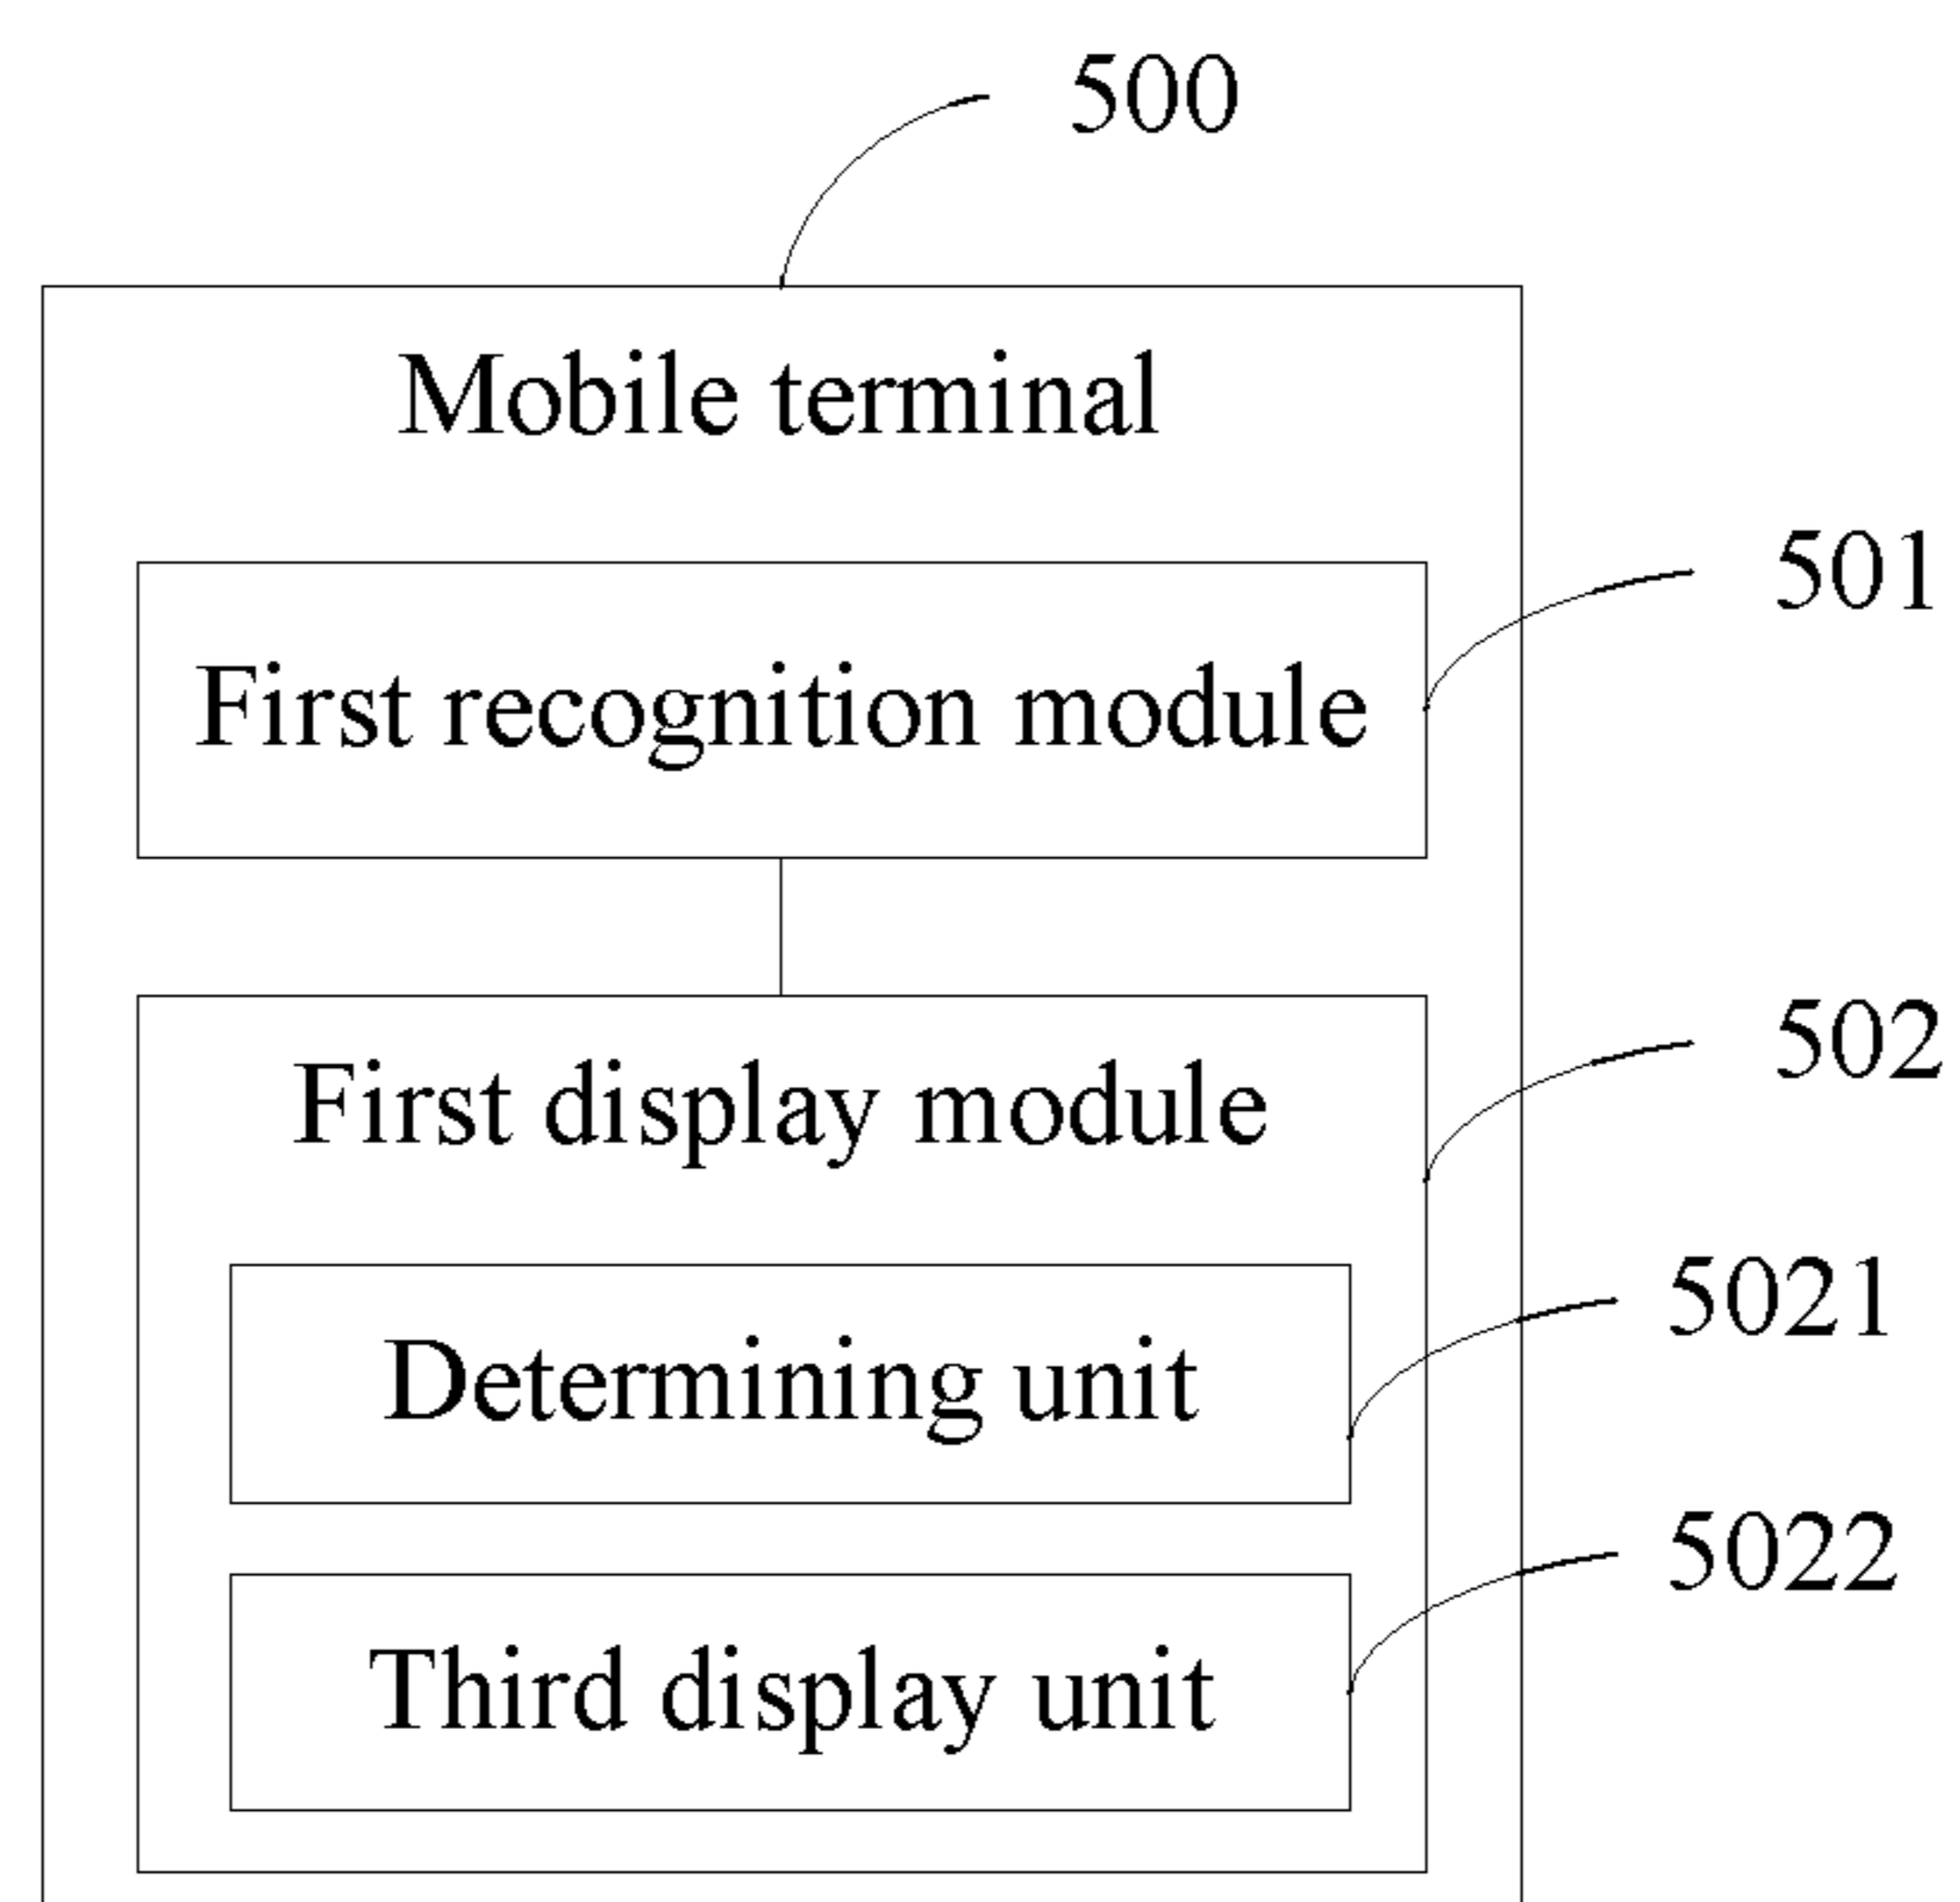 500
Mobile terminal
501
First recognition module
502
First display module
5021
Determining unit
5022
Third display unit